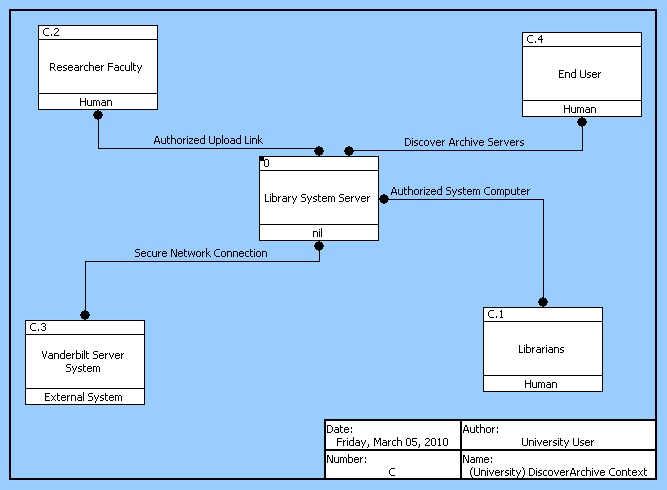 C.2
Researcher Faculty
Human
C.4
End User
Human
Authorized Upload Link
Discover Archive Servers
0
Library System Server
nil
Authorized System Computer
Secure Network Connection
C.3
Vanderbilt Server
System
External System
C.1
Librarians
Human
Date:
Friday, March 05, 2010
Author:
University User
Number:
C
Name:
(University) DiscoverArchive Context